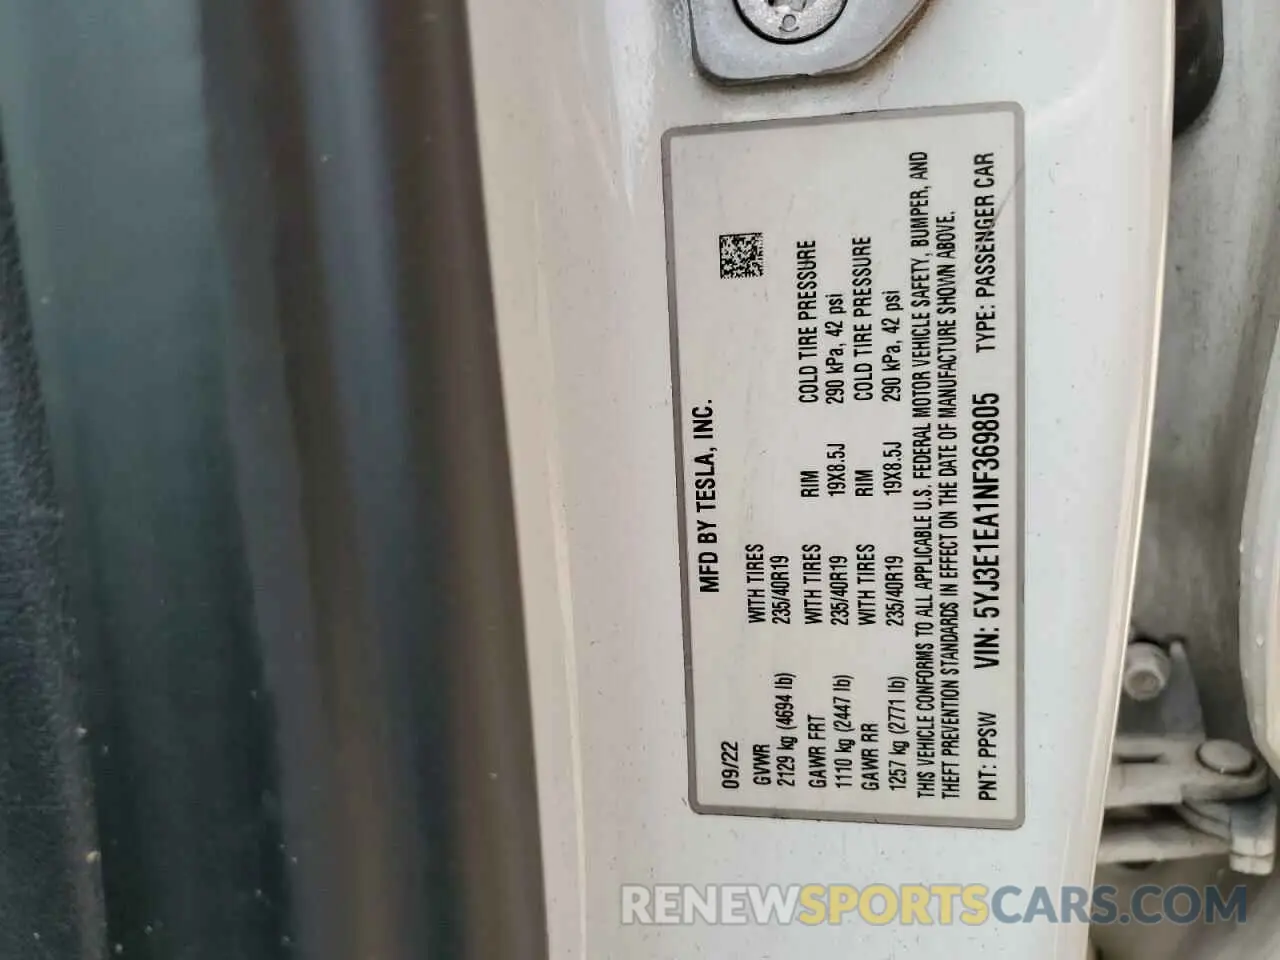 MFD BY TESLA, INC.
09/22
GVWR WITH TIRES
2129 kg (4694 lb) 235/40R19
GAWR FRT WITH TIRES RIM COLD TIRE PRESSURE
1110 kg (2447 lb) 235/40R19 19X8.5J 290 kPa, 42 psi
GAWR RR WITH TIRES RIM COLD TIRE PRESSURE
1257 kg (2771 lb) 235/40R19 19X8.5J 290 kPa, 42 psi
THIS VEHICLE CONFORMS TO ALL APPLICABLE U.S. FEDERAL MOTOR VEHICLE SAFETY, BUMPER, AND
THEFT PREVENTION STANDARDS IN EFFECT ON THE DATE OF MANUFACTURE SHOWN ABOVE.
PNT: PPSW VIN: 5YJ3E1EA1NF369805 TYPE: PASSENGER CAR
RENEWSPORTSCARS.COM